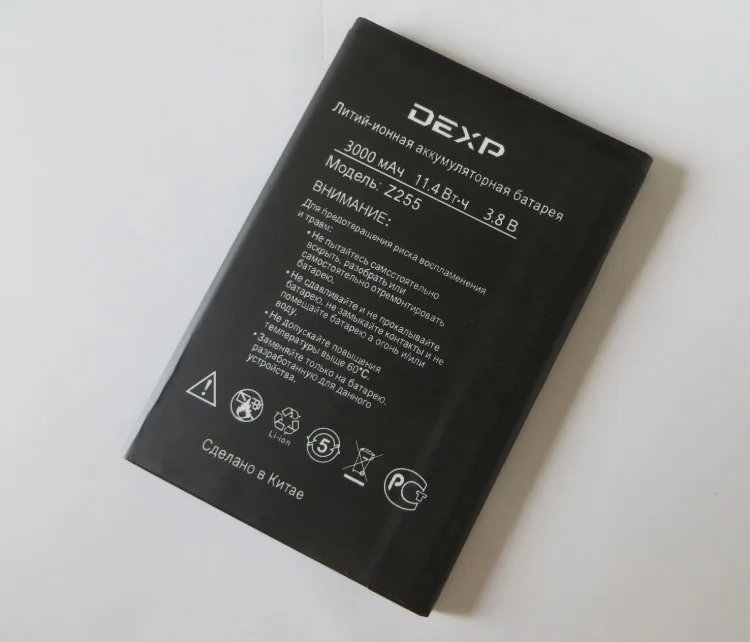 DEXP
Литий-ионная аккумуляторная батарея
3000 мАч 11.4 Вт-ч 3.8 В
Модель: Z255
ВНИМАНИЕ:
Для предотвращения риска воспламенения
и травм:
• Не пытайтесь самостоятельно
вскрыть, разобрать или
самостоятельно отремонтировать
батарею.
• Не сдавливайте и не прокалывайте
батарею, не замыкайте контакты и не
помещайте батарею а огонь и/или
воду.
• Не допускайте повышения
температуры выше 60°C.
• Заменяйте только на батарею,
разработанную для данного
устройства.
Li-ion
5
РСТ
Сделано в Китае